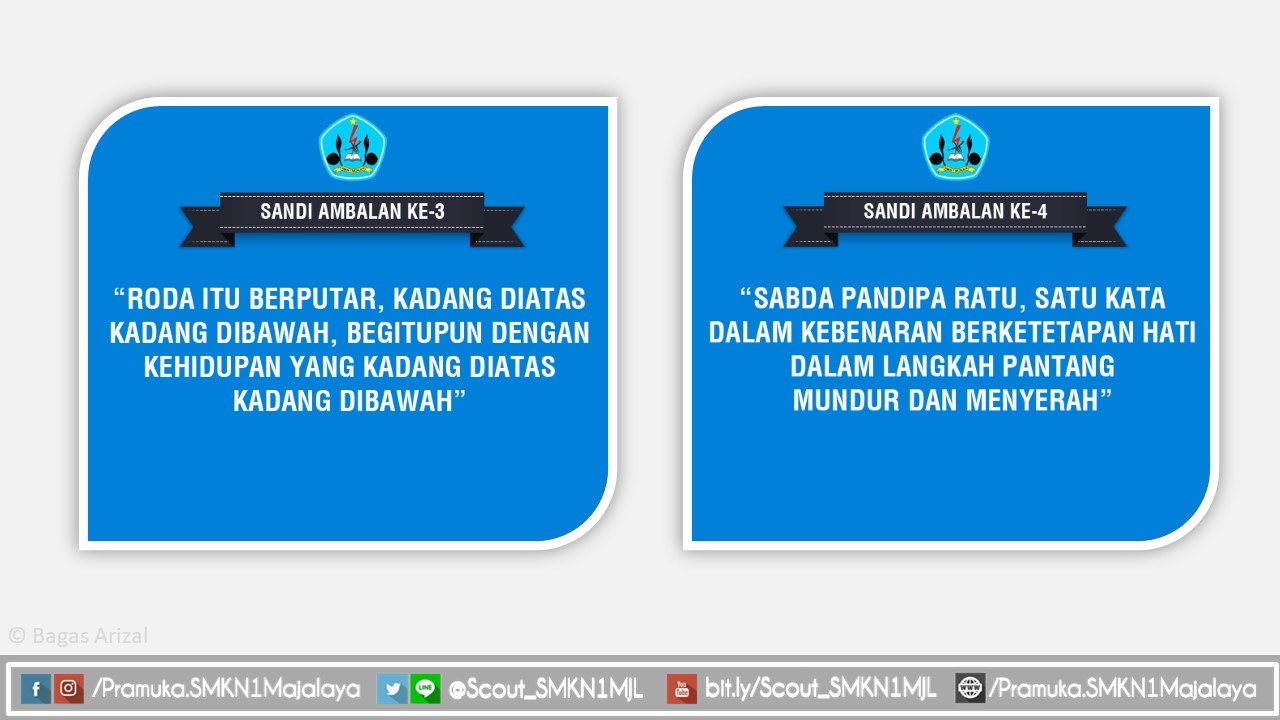 SANDI AMBALAN KE-3
“RODA ITU BERPUTAR, KADANG DIATAS
KADANG DIBAWAH, BEGITUPUN DENGAN
KEHIDUPAN YANG KADANG DIATAS
KADANG DIBAWAH”
SANDI AMBALAN KE-4
“SABDA PANDIPA RATU, SATU KATA
DALAM KEBENARAN BERKETETAPAN HATI
DALAM LANGKAH PANTANG
MUNDUR DAN MENYERAH”
© Bagas Arizal
/Pramuka.SMKN1Majalaya
LINE
@Scout_SMKN1MJL
You
Tube
bit.ly/Scout_SMKN1MJL
WWW
/Pramuka.SMKN1Majalaya